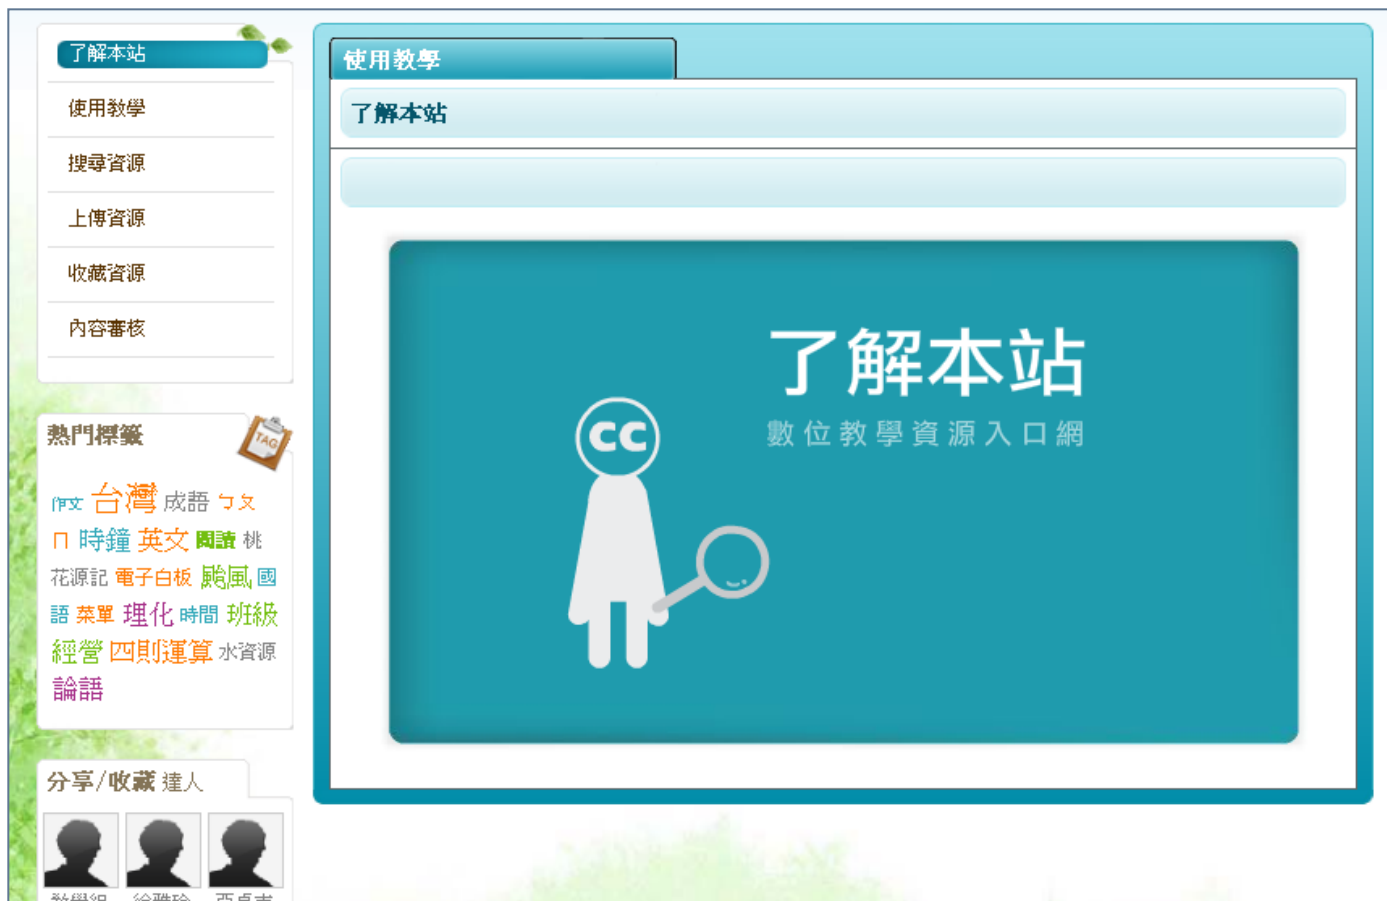 了解本站
使用教學
搜尋資源
上傳資源
收藏資源
內容審核
熱門標籤
TAG
作文 台灣 成語 ㄅㄆ
ㄇ 時鐘 英文 閱讀 桃
花源記 電子白板 颱風 國
語 菜單 理化 時間 班級
經營 四則運算 水資源
論語
分享/收藏 達人
使用教學
了解本站
了解本站
數位教學資源入口網
cc